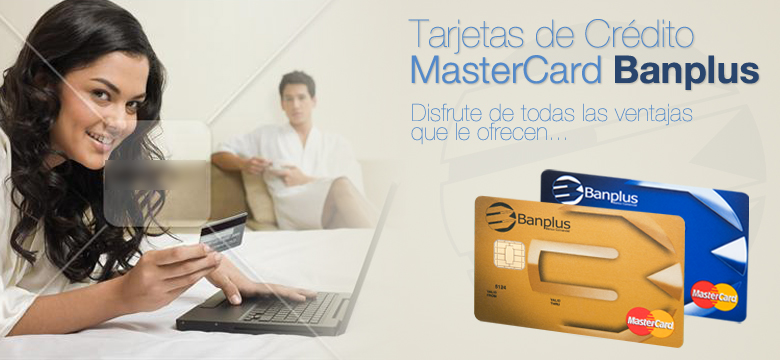 Tarjetas de Crédito
MasterCard Banplus
Disfrute de todas las ventajas
que le ofrecen...
Banplus
Banplus
MasterCard
MasterCard